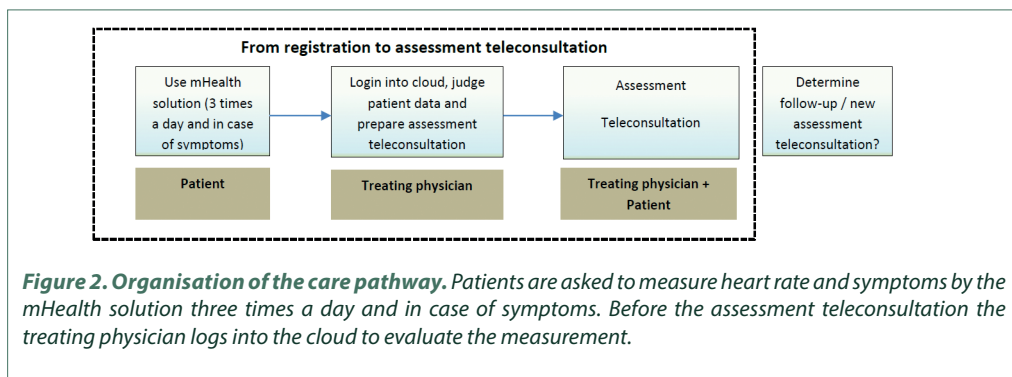 From registration to assessment teleconsultation
Use mHealth
solution (3 times
a day and in case
of symptoms)
Login into cloud, judge
patient data and
prepare assessment
teleconsultation
Assessment
Teleconsultation
Determine
follow-up / new
assessment
teleconsultation?
Patient
Treating physician
Treating physician +
Patient
Figure 2. Organisation of the care pathway. Patients are asked to measure heart rate and symptoms by the
mHealth solution three times a day and in case of symptoms. Before the assessment teleconsultation the
treating physician logs into the cloud to evaluate the measurement.